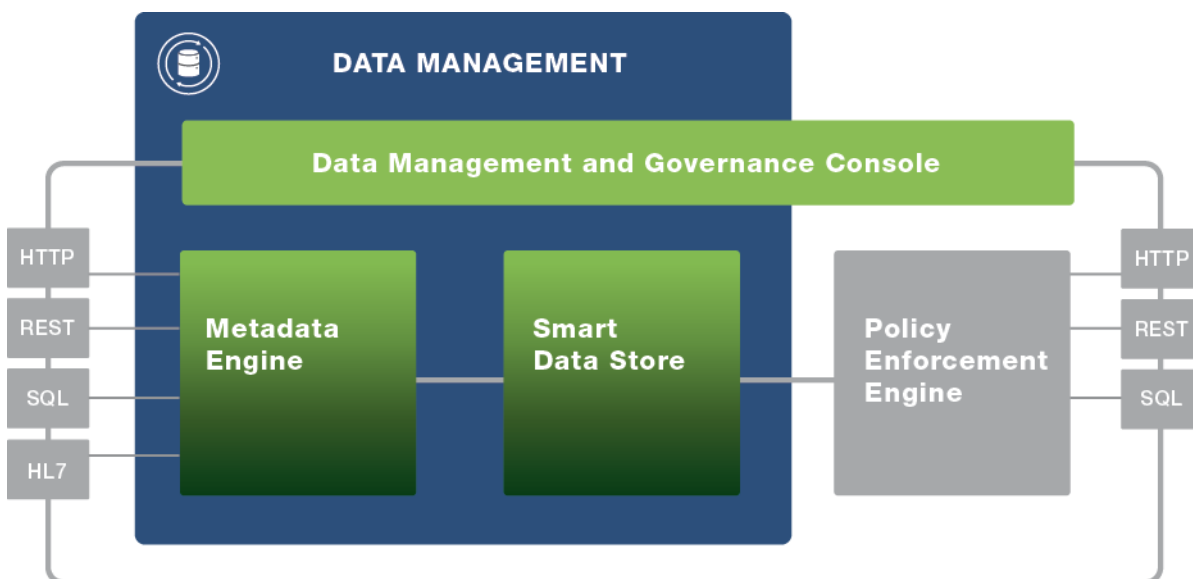 DATA MANAGEMENT
Data Management and Governance Console
HTTP
REST
SQL
HL7
Metadata
Engine
Smart
Data Store
Policy
Enforcement
Engine
HTTP
REST
SQL